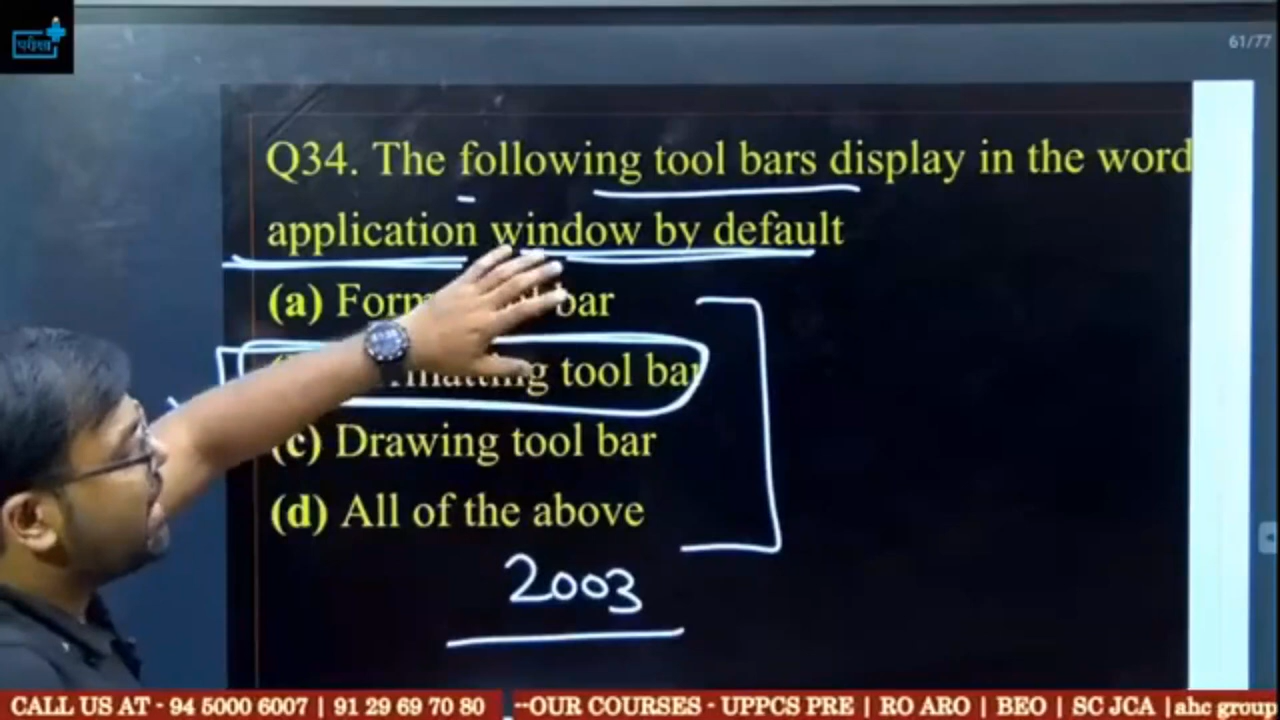 परीक्षा
61/77
Q34. The following tool bars display in the word
application window by default
(a) bar
tool bar
(c) Drawing tool bar
(d) All of the above
2003
CALL US AT - 94 5000 6007 | 91 29 69 70 80 --OUR COURSES - UPPCS PRE | RO ARO | BEO | SC JCA | ahc group